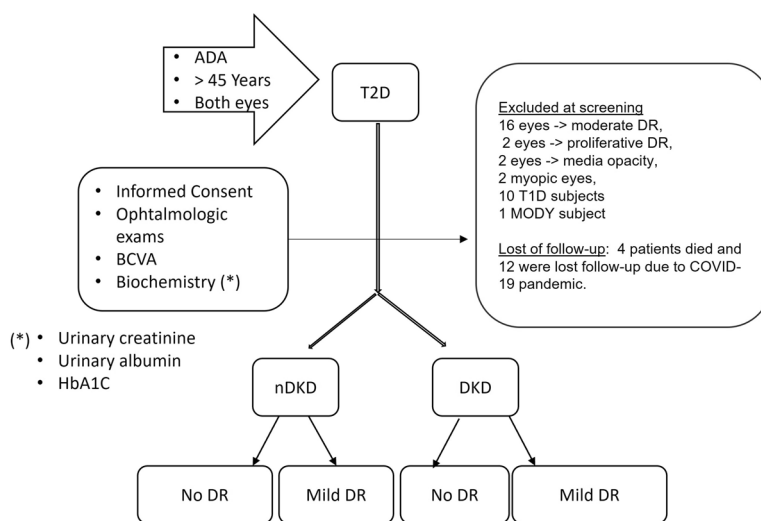 • ADA
• > 45 Years
• Both eyes
T2D
Excluded at screening
16 eyes -> moderate DR,
2 eyes -> proliferative DR,
2 eyes -> media opacity,
2 myopic eyes,
10 T1D subjects
1 MODY subject
Lost of follow-up: 4 patients died and
12 were lost follow-up due to COVID-
19 pandemic.
• Informed Consent
• Ophtalmologic
exams
• BCVA
• Biochemistry (*)
(*) • Urinary creatinine
• Urinary albumin
• HbA1C
nDKD
DKD
No DR
Mild DR
No DR
Mild DR